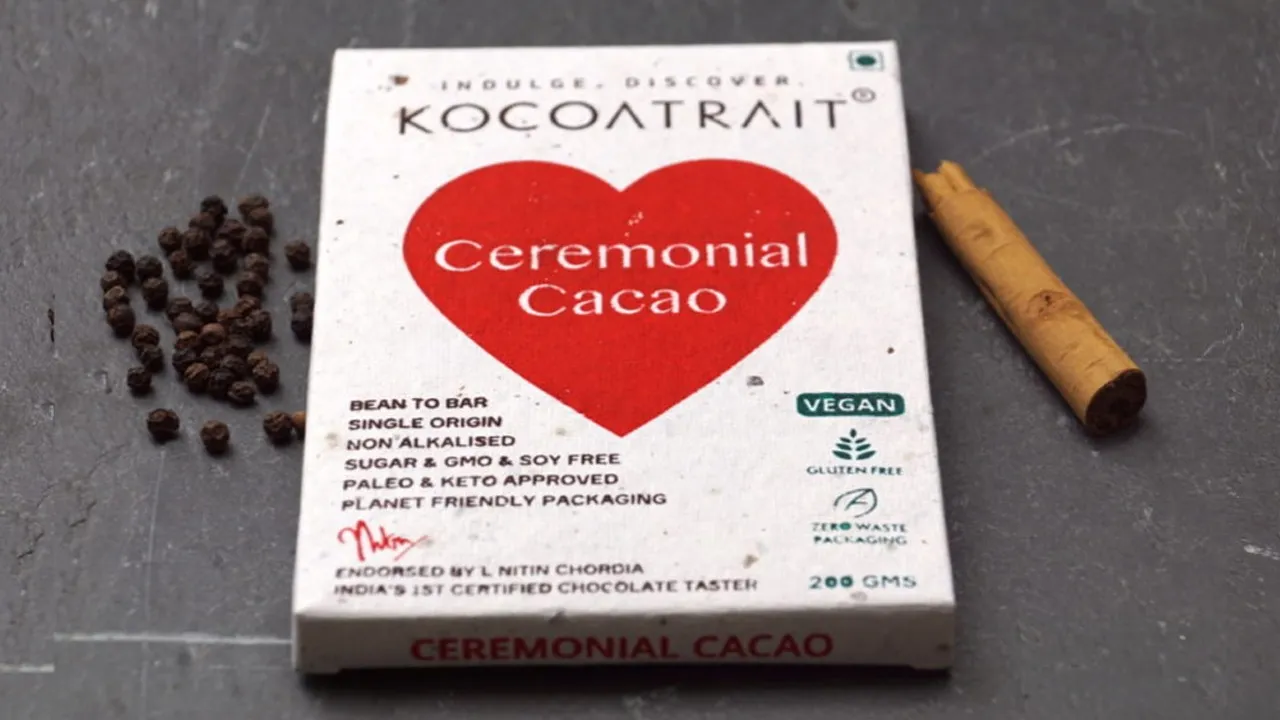 INDULGE. DISCOVER.
KOCOATRAIT®
Ceremonial
Cacao
BEAN TO BAR
SINGLE ORIGIN
NON ALKALISED
SUGAR & GMO & SOY FREE
PALEO & KETO APPROVED
PLANET FRIENDLY PACKAGING
Nitin
ENDORSED BY L NITIN CHORDIA
INDIA'S 1ST CERTIFIED CHOCOLATE TASTER
VEGAN
GLUTEN FREE
ZERO WASTE
PACKAGING
200 GMS
CEREMONIAL CACAO